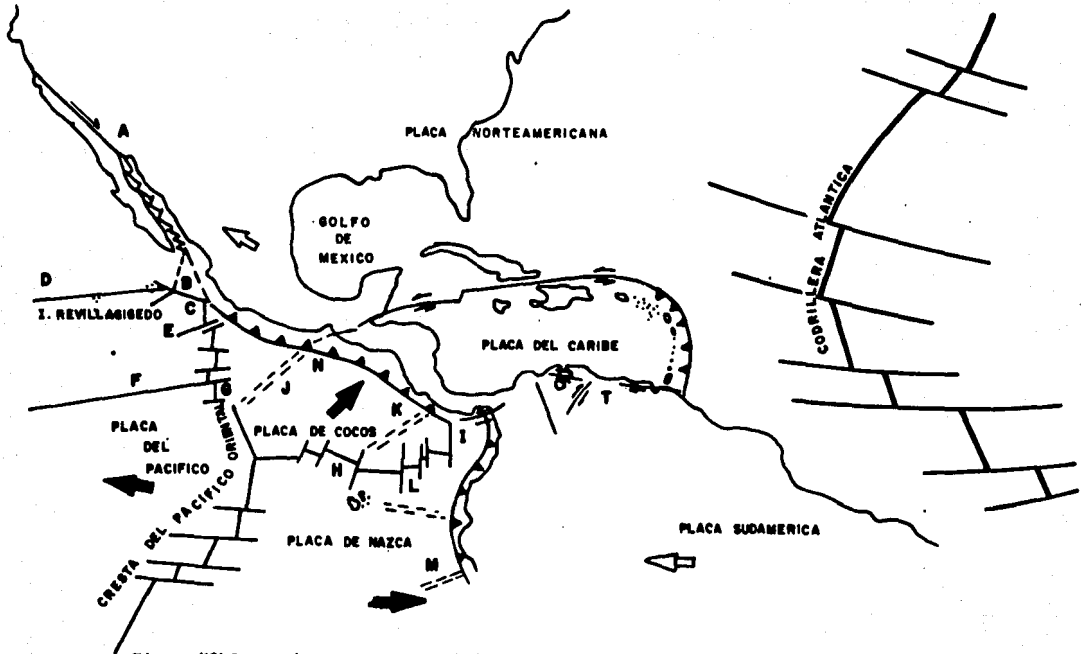 A
PLACA NORTEAMERICANA
GOLFO
DE
MEXICO
CODRILLERA ATLANTICA
D
B
I. REVILLAGIGEDO
C
E
PLACA DEL CARIBE
N
F
G
J
K
T
PLACA DE COCOS
I
PLACA
DEL
PACIFICO
H
L
CRESTA DEL PACIFICO ORIENTAL
PLACA DE NAZCA
PLACA SUDAMERICA
M